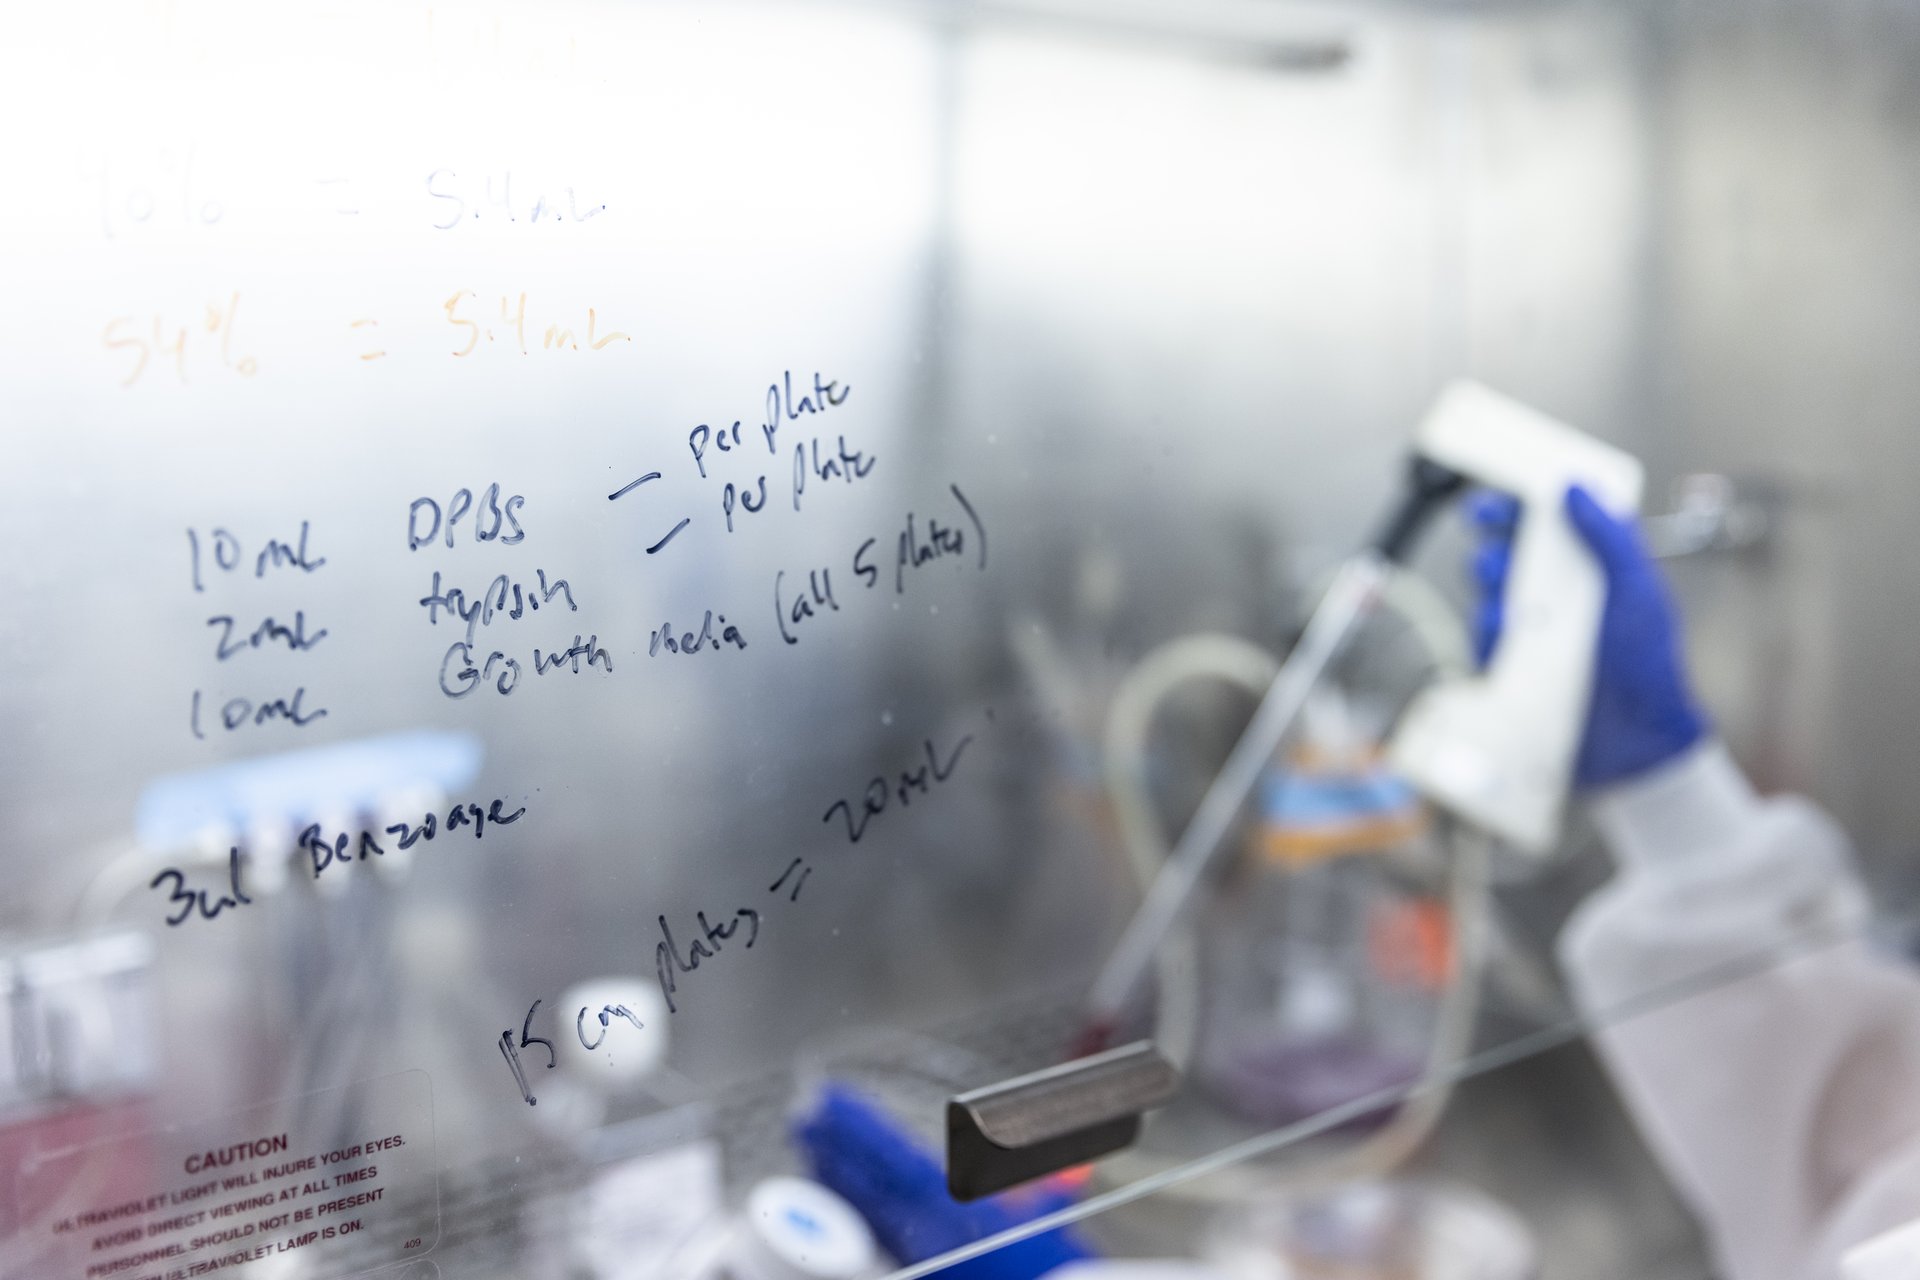 40% = 5.4mL
54% = 5.4mL
10mL DPBS — per plate
2mL trypsin — per plate
10mL Growth media (all 5 plates)
3ul Benzoase
15 cm plates = 20mL
CAUTION
ULTRAVIOLET LIGHT WILL INJURE YOUR EYES.
AVOID DIRECT VIEWING AT ALL TIMES
PERSONNEL SHOULD NOT BE PRESENT
ULTRAVIOLET LAMP IS ON.
409